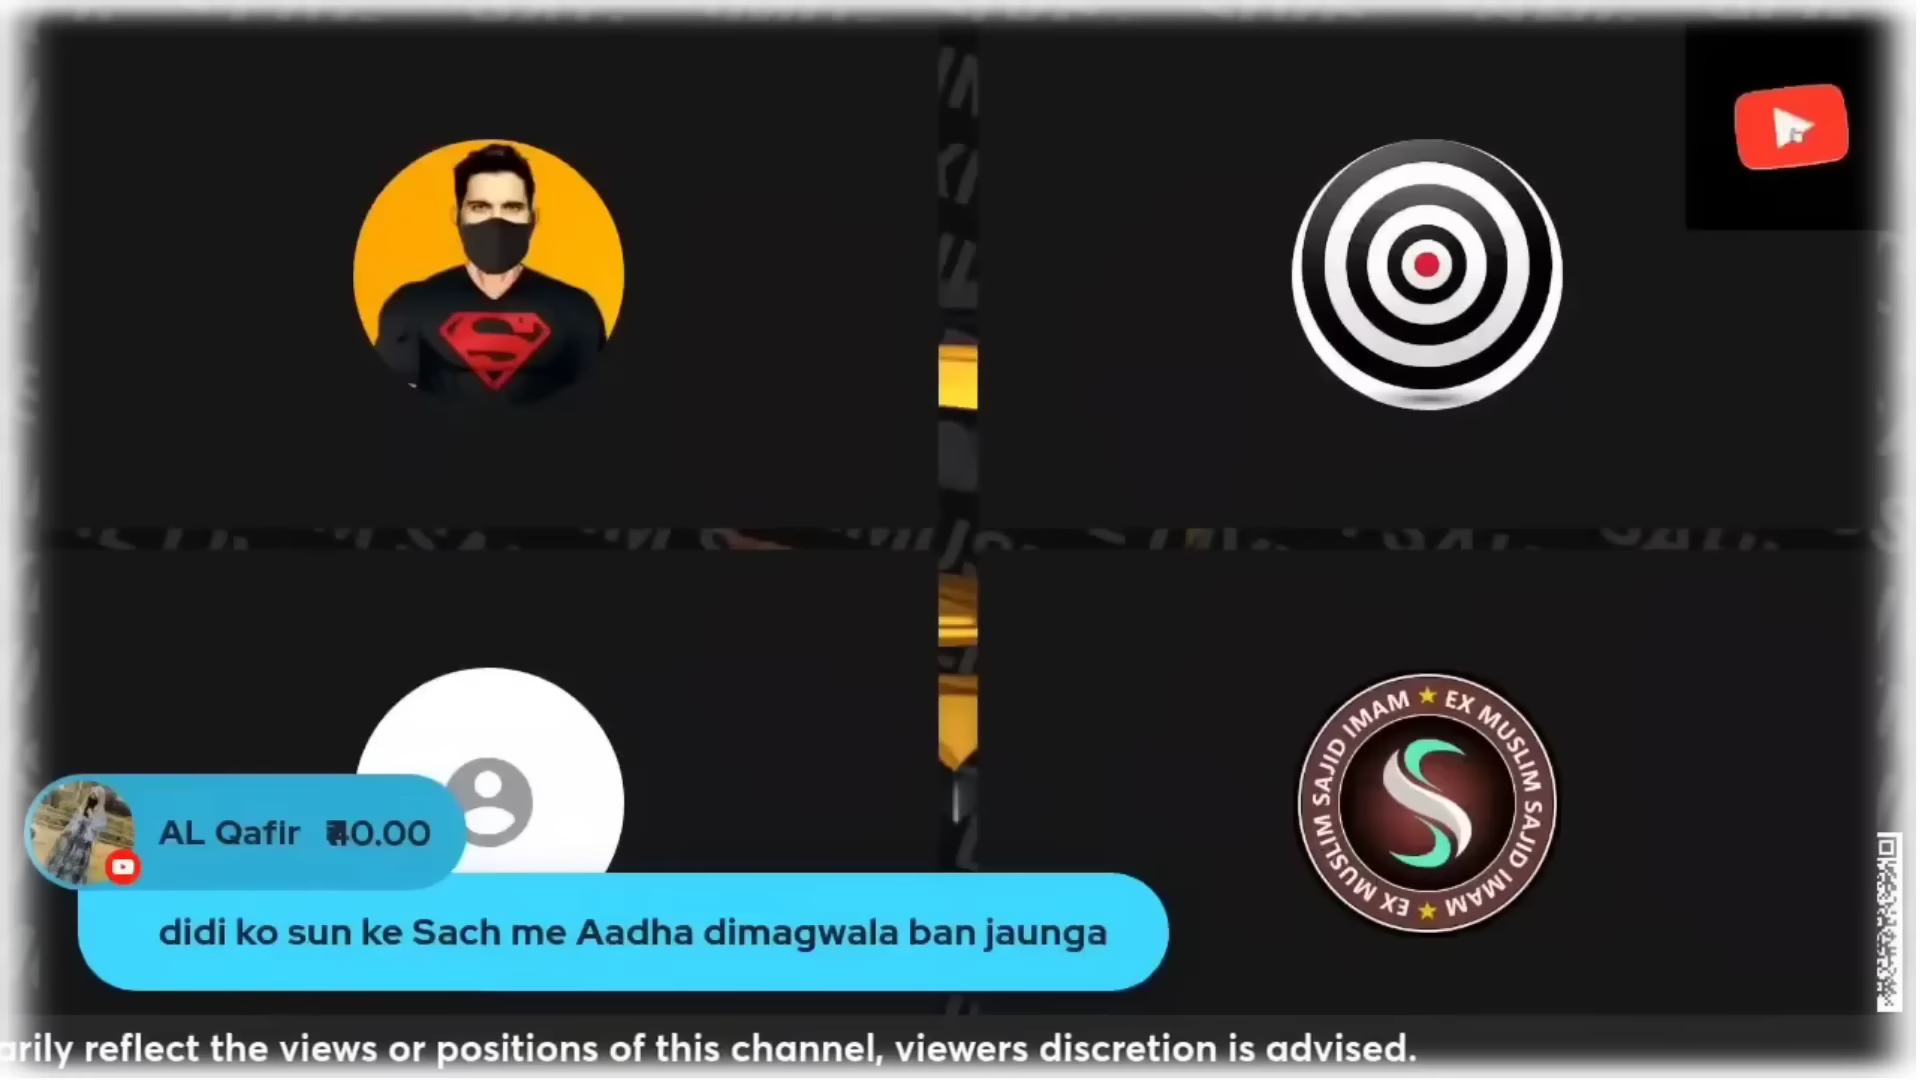 EX MUSLIM SAJID IMAM ★ EX MUSLIM SAJID IMAM ★
AL Qafir ₹40.00
didi ko sun ke Sach me Aadha dimagwala ban jaunga
arily reflect the views or positions of this channel, viewers discretion is advised.